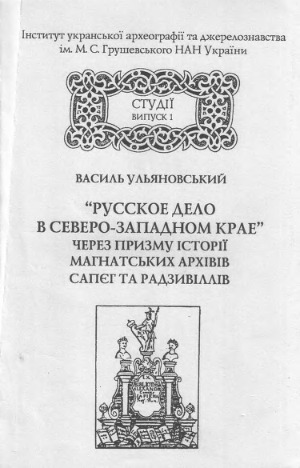 Інститут укранської археографії та джерелознавства
ім. М. С. Грушевського НАН України
СТУДІЇ
ВИПУСК 1
ВАСИЛЬ УЛЬЯНОВСЬКИЙ
“РУССКОЕ ДЕЛО
В СЕВЕРО-ЗАПАДНОМ КРАЕ”
ЧЕРЕЗ ПРИЗМУ ІСТОРІЇ
МАГНАТСЬКИХ АРХІВІВ
САПЄГ ТА РАДЗИВІЛЛІВ